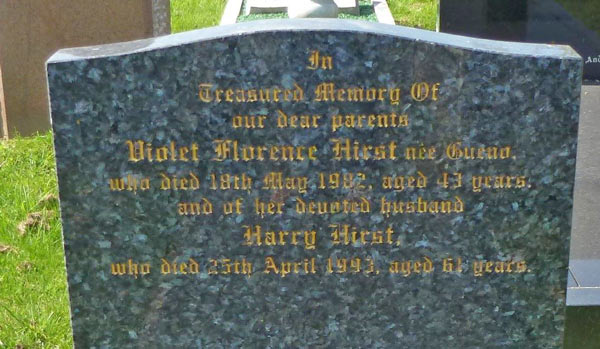 In
Treasured Memory Of
our dear parents
Violet Florence Hirst née Gueno,
who died 18th May 1982, aged 43 years.
and of her devoted husband
Harry Hirst,
who died 25th April 1993, aged 61 years.
And